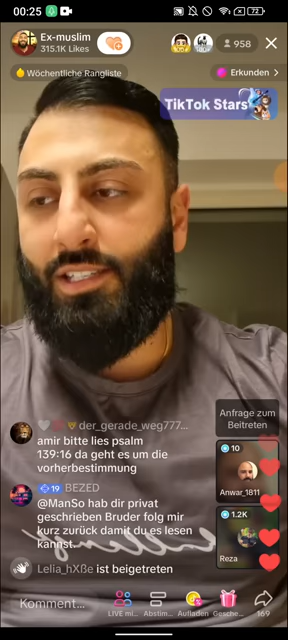 00:25
72
Ex-muslim
315.1K Likes
958
Wöchentliche Rangliste
Erkunden >
TikTok Stars
Anfrage zum
Beitreten
der_gerade_weg777...
amir bitte lies psalm
139:16 da geht es um die
vorherbestimmung
10
Anwar_1811
19 BEZED
@ManSo hab dir privat
geschrieben Bruder folg mir
kurz zurück damit du es lesen
kannst..
1.2K
Reza
Lelia_hXße ist beigetreten
Kommentar...
LIVE mi...
Abstim...
Aufladen
Gesche...
169